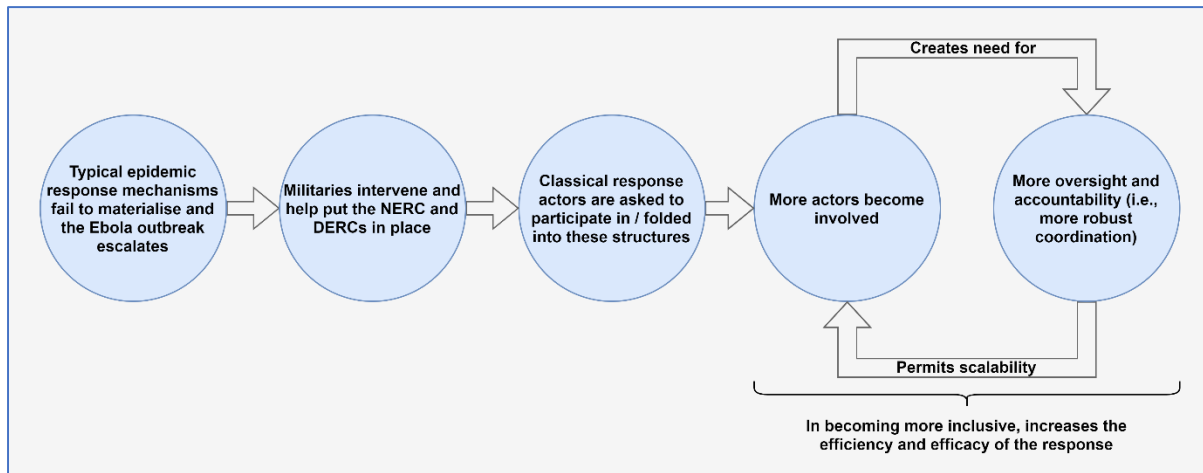 Typical epidemic
response mechanisms
fail to materialise and
the Ebola outbreak
escalates
Militaries intervene and
help put the NERC and
DERCs in place
Classical response
actors are asked to
participate in / folded
into these structures
More actors become
involved
Creates need for
More oversight and
accountability (i.e.,
more robust
coordination)
Permits scalability
In becoming more inclusive, increases the
efficiency and efficacy of the response